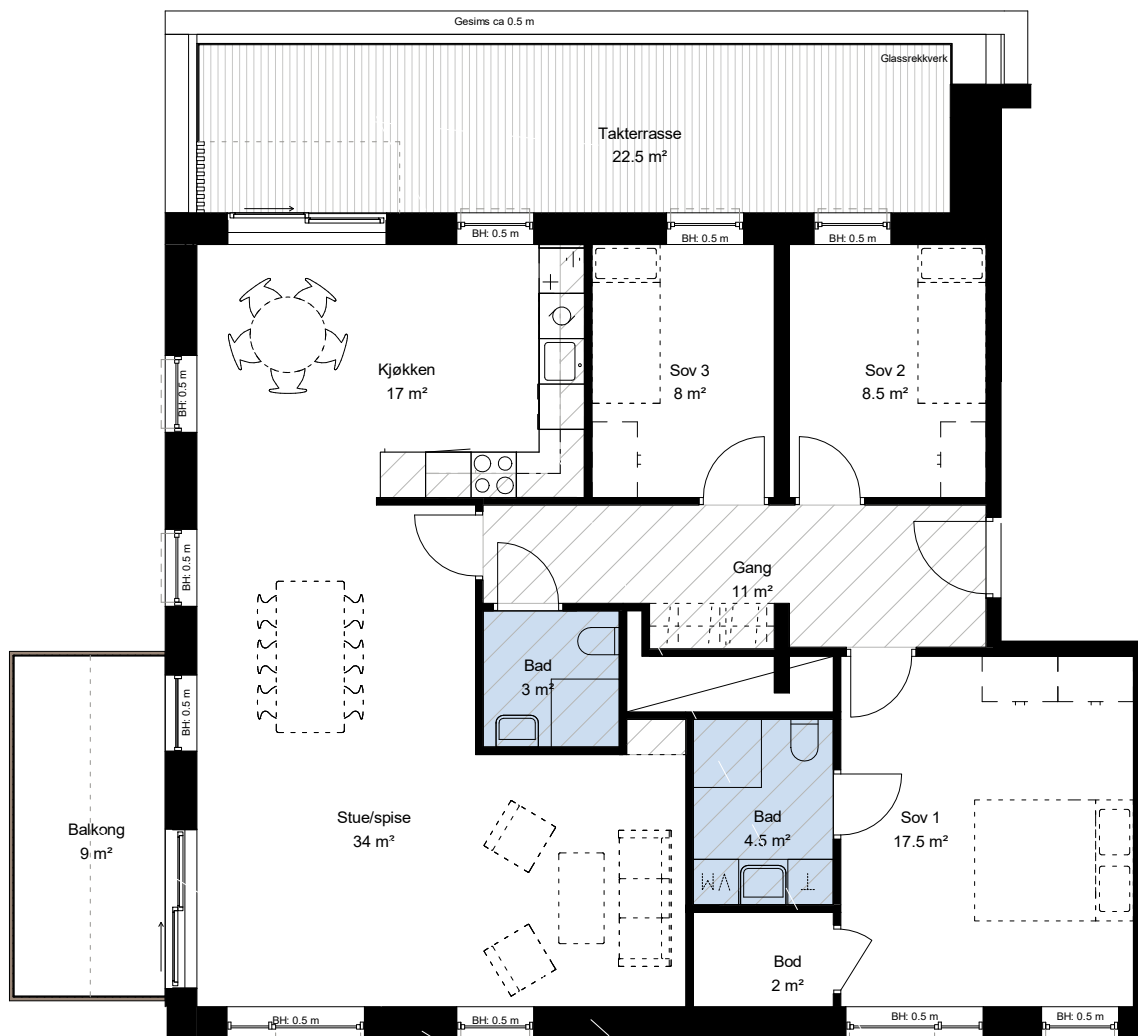 Gesims ca 0.5 m
Glassrekkverk
Takterrasse
22.5 m²
BH: 0.5 m
BH: 0.5 m
BH: 0.5 m
Kjøkken
17 m²
Sov 3
8 m²
Sov 2
8.5 m²
BH: 0.5 m
BH: 0.5 m
Gang
11 m²
Bad
3 m²
BH: 0.5 m
Balkong
9 m²
Stue/spise
34 m²
Bad
4.5 m²
Sov 1
17.5 m²
VM
T
Bod
2 m²
BH: 0.5 m
BH: 0.5 m
BH: 0.5 m
BH: 0.5 m